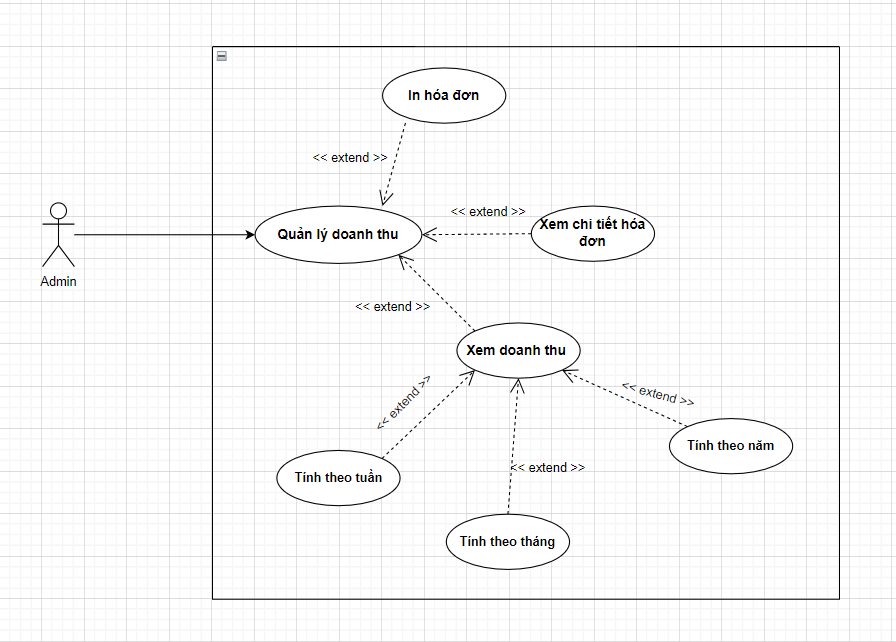 In hóa đơn
<< extend >>
<< extend >>
Xem chi tiết hóa
đơn
Quản lý doanh thu
Admin
<< extend >>
Xem doanh thu
<< extend >>
<< extend >>
Tính theo năm
<< extend >>
Tính theo tuần
Tính theo tháng